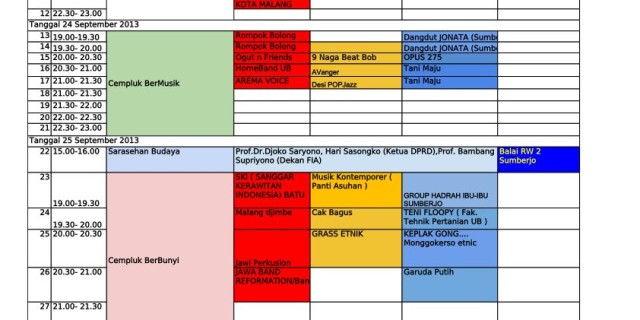 KOTA MALANG
12 22.30- 23.00
Tanggal 24 September 2013
13 19.00-19.30 Rompok Bolong Dangdut JONATA (Sumb
14 19.30- 20.00 Rompok Bolong Dangdut JONATA (Sumb
15 20.00- 20.30 Ogut n Friends 9 Naga Beat Bob OPUS 275
16 20.30- 21.00 HomeBand UB AVanger Tani Maju
17 21.00- 21.30 Cempluk BerMusik AREMA VOICE Desi POPJazz Tani Maju
18 21.00- 21.30
19 21.30- 22.00
20 22.00- 22.30
21 22.30- 23.00
Tanggal 25 September 2013
22 15.00-16.00 Sarasehan Budaya Prof.Dr.Djoko Saryono, Hari Sasongko (Ketua DPRD),Prof. Bambang Balai RW 2
Supriyono (Dekan FIA) Sumberjo
23 SKI ( SANGGAR Musik Kontemporer (
KERAWITAN Panti Asuhan )
INDONESIA) BATU GROUP HADRAH IBU-IBU
19.00-19.30 SUMBERJO
24 Malang djimbe Cak Bagus TENI FLOOPY ( Fak.
19.30- 20.00 Tehnik Pertanian UB )
25 20.00- 20.30 GRASS ETNIK KEPLAK GONG....
Monggokerso etnic
Cempluk BerBunyi Jawi Perkusion
26 20.30- 21.00 JAWA BAND Garuda Putih
REFORMATION/Ban
27 21.00- 21.30